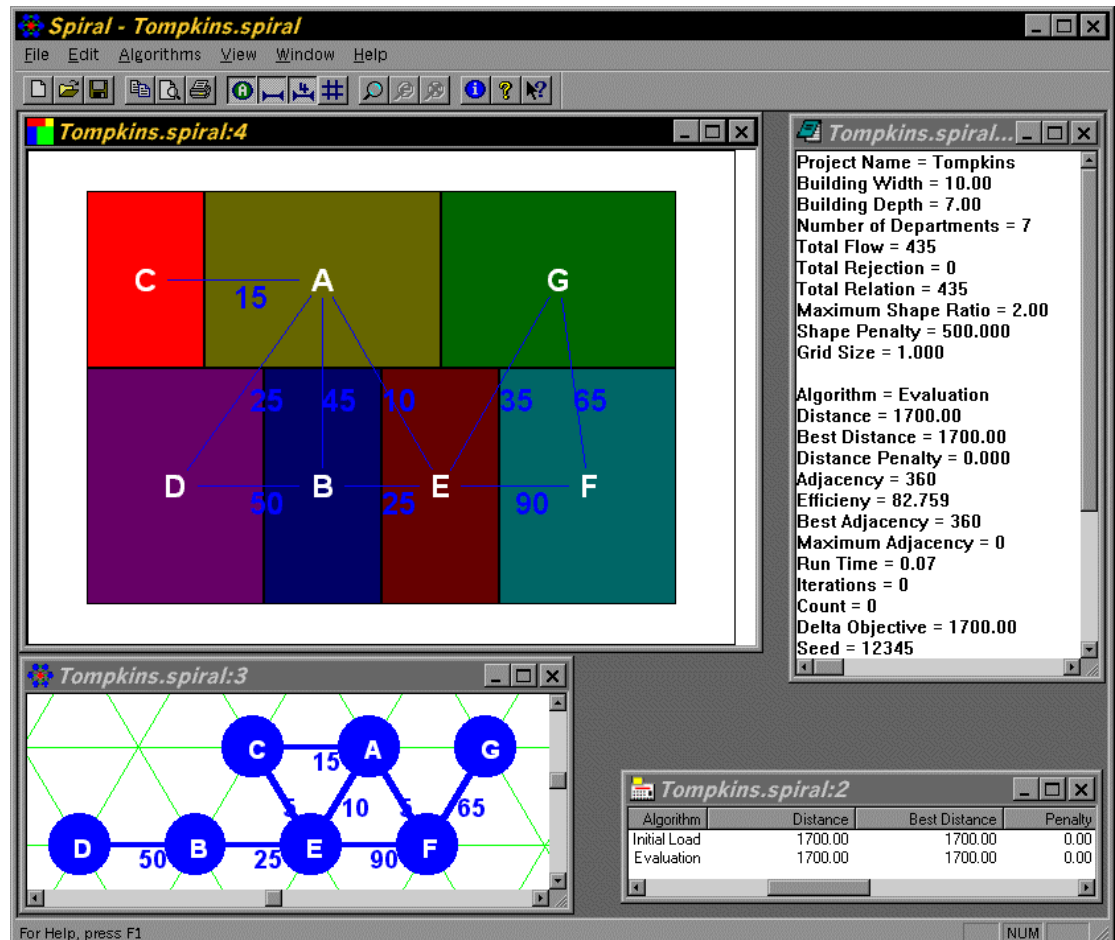 Spiral - Tompkins.spiral
File Edit Algorithms View Window Help
Tompkins.spiral:4
C A G
15
25 45 10 35 65
D B E F
50 25 90
Tompkins.spiral...
Project Name = Tompkins
Building Width = 10.00
Building Depth = 7.00
Number of Departments = 7
Total Flow = 435
Total Rejection = 0
Total Relation = 435
Maximum Shape Ratio = 2.00
Shape Penalty = 500.000
Grid Size = 1.000
Algorithm = Evaluation
Distance = 1700.00
Best Distance = 1700.00
Distance Penalty = 0.000
Adjacency = 360
Efficieny = 82.759
Best Adjacency = 360
Maximum Adjacency = 0
Run Time = 0.07
Iterations = 0
Count = 0
Delta Objective = 1700.00
Seed = 12345
Tompkins.spiral:3
C A G
15
5 10 5 65
D B E F
50 25 90
Tompkins.spiral:2
Algorithm Distance Best Distance Penalty
Initial Load 1700.00 1700.00 0.00
Evaluation 1700.00 1700.00 0.00
For Help, press F1
NUM